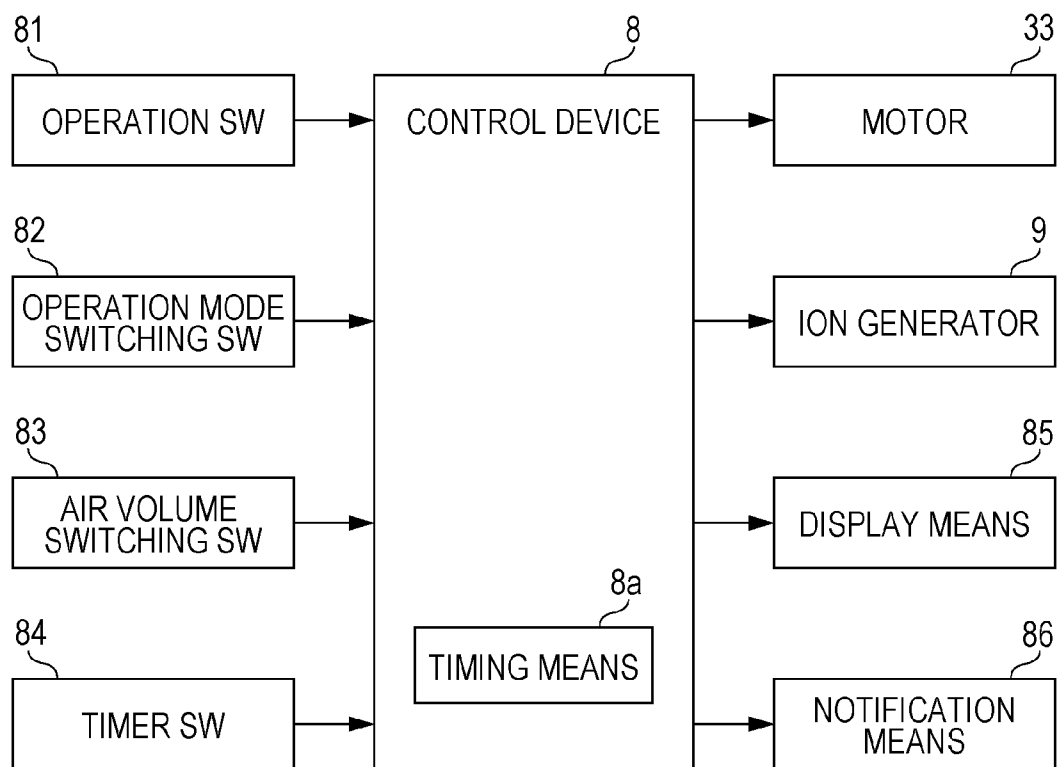 81
8
33
OPERATION SW
CONTROL DEVICE
MOTOR
82
9
OPERATION MODE
SWITCHING SW
ION GENERATOR
83
85
AIR VOLUME
SWITCHING SW
DISPLAY MEANS
8a
TIMING MEANS
84
86
TIMER SW
NOTIFICATION
MEANS